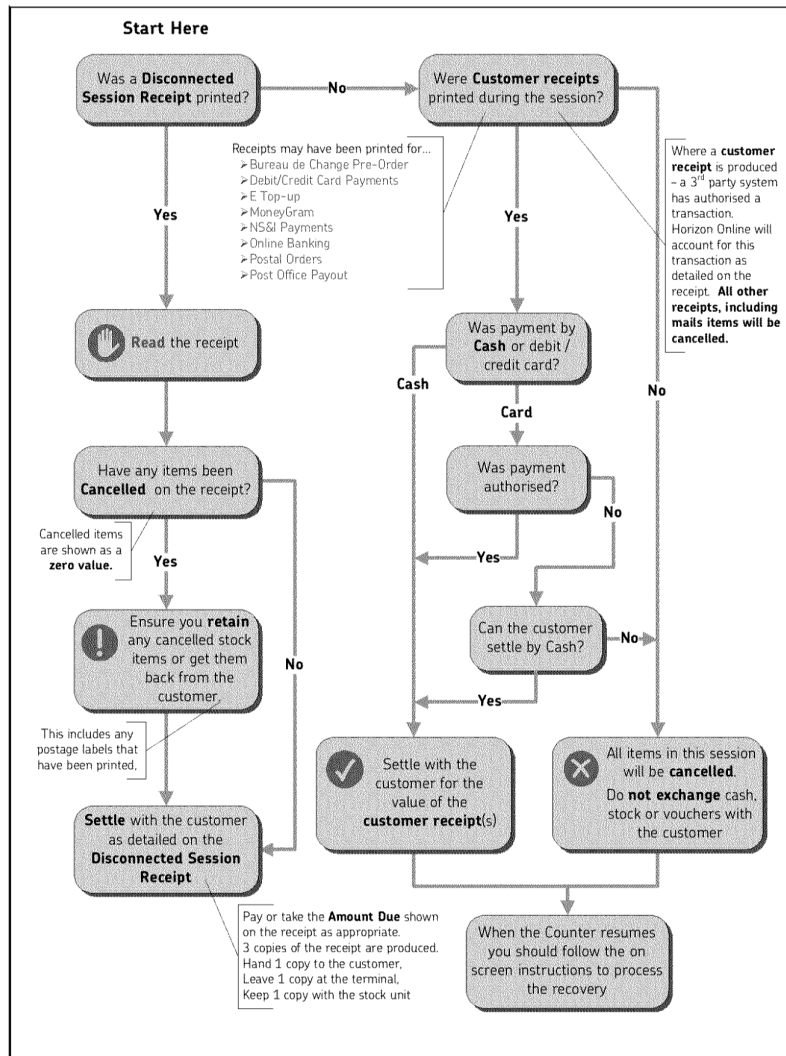 Start Here
Was a Disconnected
Session Receipt printed?
No
Were Customer receipts
printed during the session?
Receipts may have been printed for...
➢Bureau de Change Pre-Order
➢Debit/Credit Card Payments
➢E Top-up
➢MoneyGram
➢NS&I Payments
➢Online Banking
➢Postal Orders
➢Post Office Payout
Where a customer
receipt is produced
– a 3rd party system
has authorised a
transaction.
Horizon Online will
account for this
transaction as
detailed on the
receipt. All other
receipts, including
mails items will be
cancelled.
Yes
Yes
Read the receipt
Was payment by
Cash or debit /
credit card?
Cash
Card
No
Have any items been
Cancelled on the receipt?
Was payment
authorised?
No
Cancelled items
are shown as a
zero value.
Yes
Yes
Ensure you retain
any cancelled stock
items or get them
back from the
customer.
No
Can the customer
settle by Cash?
No
Yes
This includes any
postage labels that
have been printed.
Settle with the
customer for the
value of the
customer receipt(s)
All items in this session
will be cancelled.
Do not exchange cash,
stock or vouchers with
the customer
Settle with the customer
as detailed on the
Disconnected Session
Receipt
Pay or take the Amount Due shown
on the receipt as appropriate.
3 copies of the receipt are produced.
Hand 1 copy to the customer,
Leave 1 copy at the terminal,
Keep 1 copy with the stock unit
When the Counter resumes
you should follow the on
screen instructions to process
the recovery